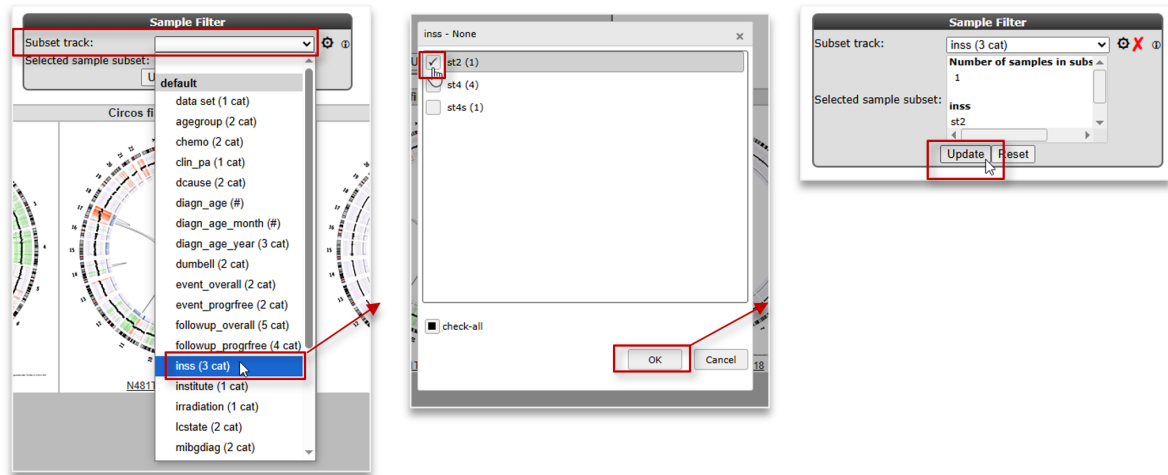 Sample Filter
Subset track:
Selected sample subset:
U
default
data set (1 cat)
agegroup (2 cat)
chemo (2 cat)
clin_pa (1 cat)
dcause (2 cat)
diagn_age (#)
diagn_age_month (#)
diagn_age_year (3 cat)
dumbell (2 cat)
event_overall (2 cat)
event_progrfree (2 cat)
followup_overall (5 cat)
followup_progrfree (4 cat)
inss (3 cat)
institute (1 cat)
irradiation (1 cat)
lcstate (2 cat)
mibgdiag (2 cat)
Circos fi
N481T
inss - None
st2 (1)
st4 (4)
st4s (1)
check-all
OK
Cancel
18
Sample Filter
Subset track:
inss (3 cat)
Selected sample subset:
Number of samples in subs
1
inss
st2
Update
Reset